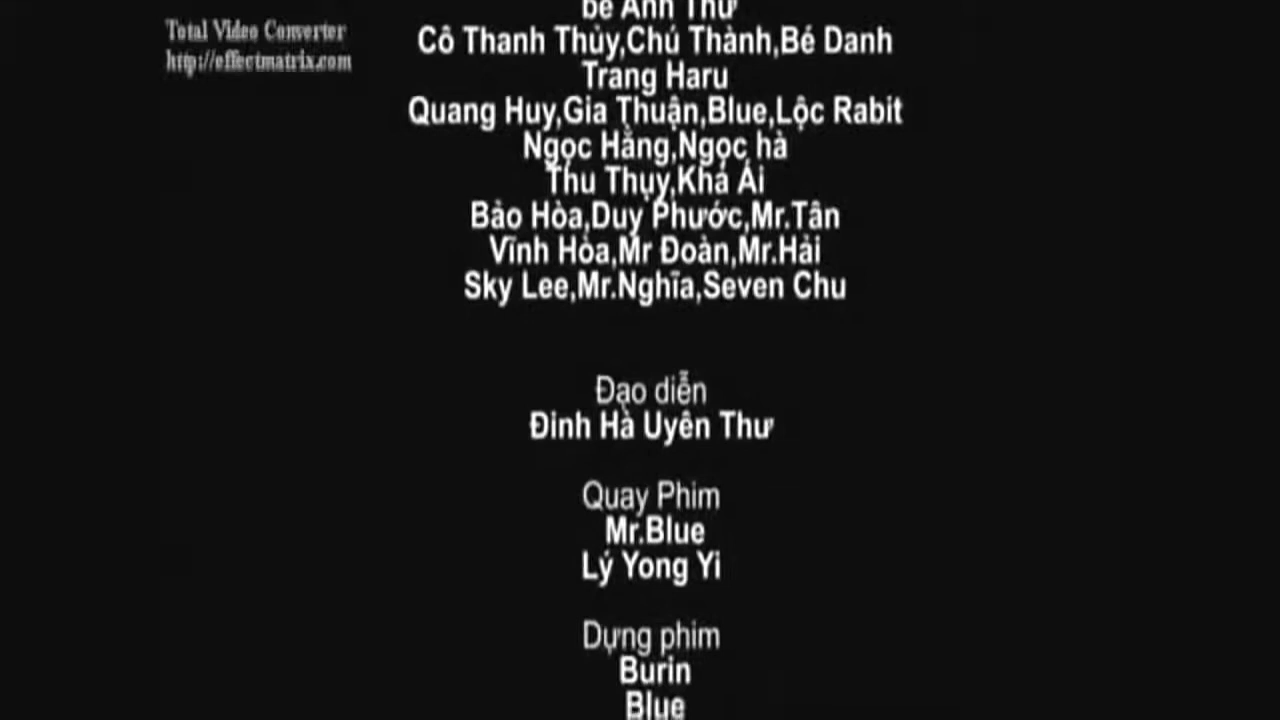 Total Video Converter
http://effectmatrix.com
bé Anh Thư
Cô Thanh Thủy,Chú Thành,Bé Danh
Trang Haru
Quang Huy,Gia Thuận,Blue,Lộc Rabit
Ngọc Hằng,Ngọc hà
Thu Thụy,Khả Ái
Bảo Hòa,Duy Phước,Mr.Tân
Vĩnh Hòa,Mr Đoàn,Mr.Hải
Sky Lee,Mr.Nghĩa,Seven Chu
Đạo diễn
Đinh Hà Uyên Thư
Quay Phim
Mr.Blue
Lý Yong Yi
Dựng phim
Burin
Blue